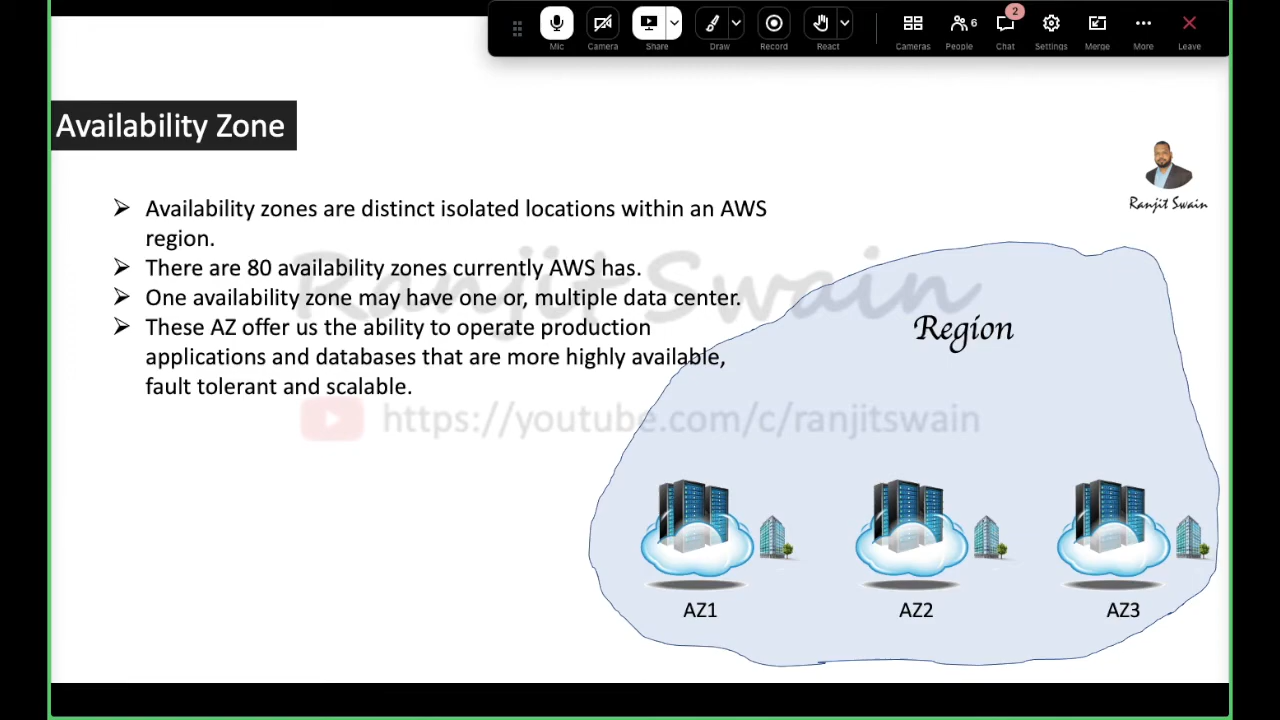 Mic
Camera
Share
Draw
Record
React
Cameras
6
People
2
Chat
Settings
Merge
More
Leave
Availability Zone
Ranjit Swain
➢ Availability zones are distinct isolated locations within an AWS
region.
➢ There are 80 availability zones currently AWS has.
➢ One availability zone may have one or, multiple data center.
➢ These AZ offer us the ability to operate production
applications and databases that are more highly available,
fault tolerant and scalable.
Ranjit Swain
https://youtube.com/c/ranjitswain
Region
AZ1
AZ2
AZ3